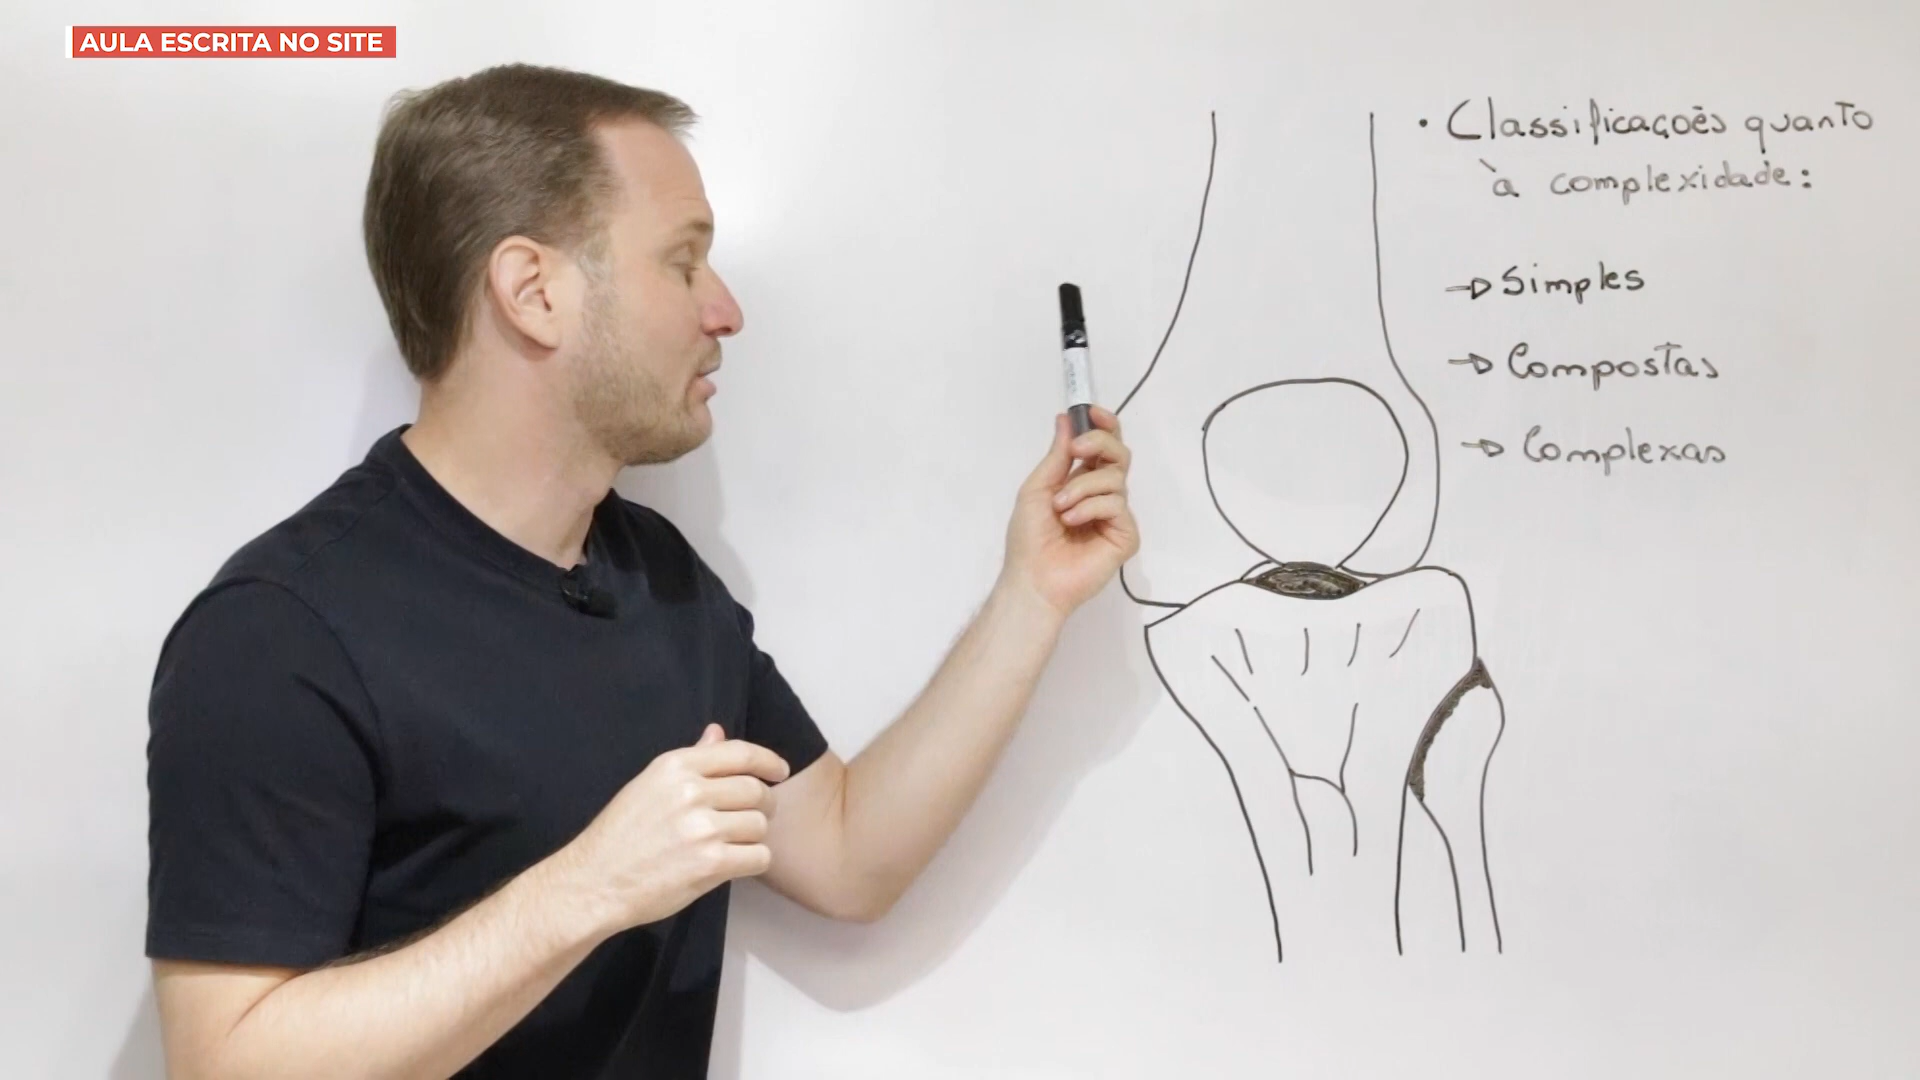 AULA ESCRITA NO SITE
• Classificações quanto
à complexidade:
→ Simples
→ Compostas
→ Complexas